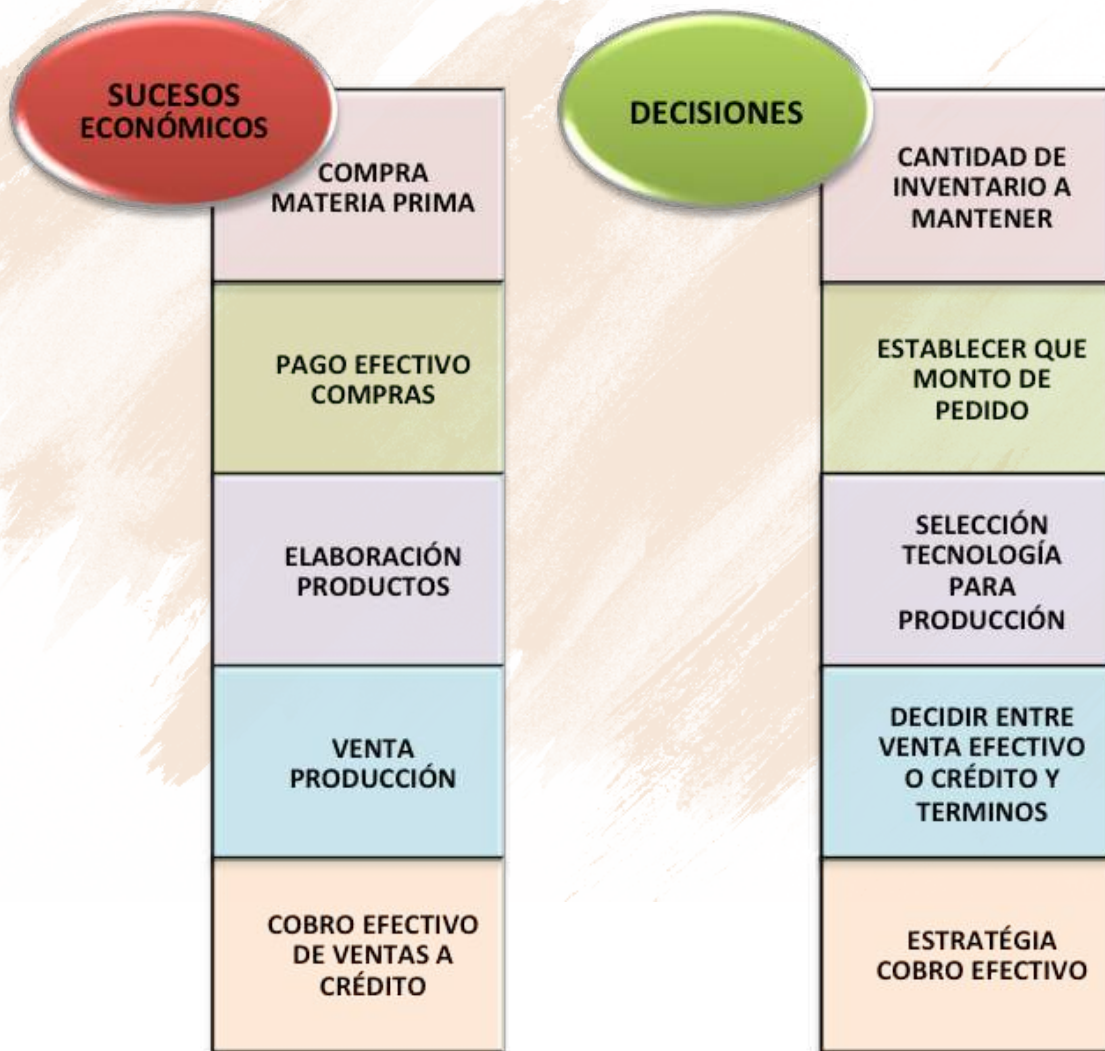 SUCESOS
ECONÓMICOS
COMPRA
MATERIA PRIMA
PAGO EFECTIVO
COMPRAS
ELABORACIÓN
PRODUCTOS
VENTA
PRODUCCIÓN
COBRO EFECTIVO
DE VENTAS A
CRÉDITO
DECISIONES
CANTIDAD DE
INVENTARIO A
MANTENER
ESTABLECER QUE
MONTO DE
PEDIDO
SELECCIÓN
TECNOLOGÍA
PARA
PRODUCCIÓN
DECIDIR ENTRE
VENTA EFECTIVO
O CRÉDITO Y
TERMINOS
ESTRATÉGIA
COBRO EFECTIVO